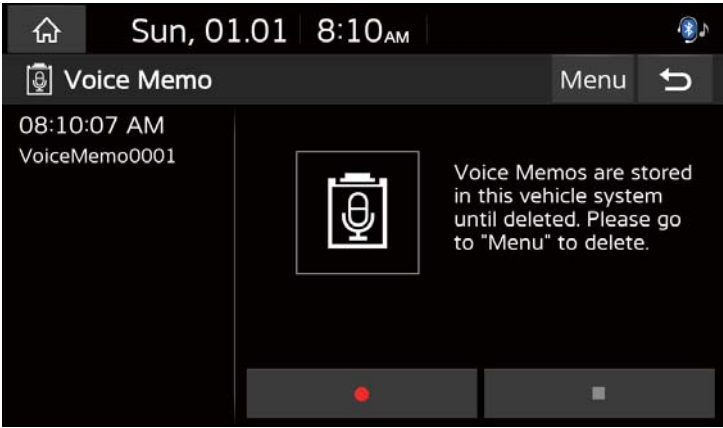 Sun, 01.01 8:10AM
Voice Memo
Menu
08:10:07 AM
VoiceMemo0001
Voice Memos are stored
in this vehicle system
until deleted. Please go
to "Menu" to delete.